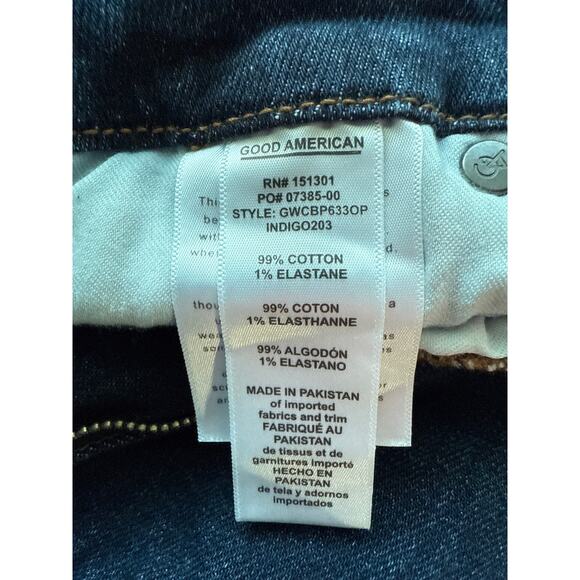 GOOD AMERICAN
RN# 151301
PO# 07385-00
STYLE: GWCBP633OP
INDIGO203
99% COTTON
1% ELASTANE
99% COTON
1% ELASTHANNE
99% ALGODÓN
1% ELASTANO
MADE IN PAKISTAN
of imported
fabrics and trim
FABRIQUÉ AU
PAKISTAN
de tissus et de
garnitures importé
HECHO EN
PAKISTAN
de tela y adornos
importados